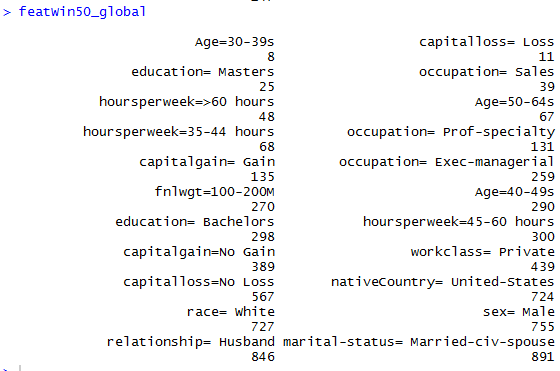 > featwin50_global
Age=30-39s capitalloss= Loss
8 11
education= Masters occupation= Sales
25 39
hoursperweek=>60 hours Age=50-64s
48 67
hoursperweek=35-44 hours occupation= Prof-specialty
68 131
capitalgain= Gain occupation= Exec-managerial
135 259
fnlwgt=100-200M Age=40-49s
270 290
education= Bachelors hoursperweek=45-60 hours
298 300
capitalgain=No Gain workclass= Private
389 439
capitalloss=No Loss nativeCountry= United-States
567 724
race= White sex= Male
727 755
relationship= Husband marital-status= Married-civ-spouse
846 891